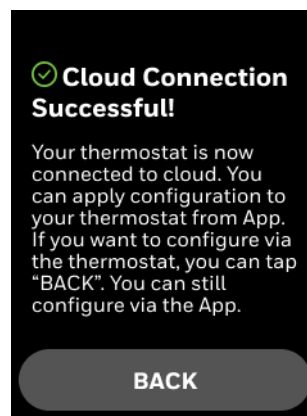 Cloud Connection
Successful!
Your thermostat is now
connected to cloud. You
can apply configuration to
your thermostat from App.
If you want to configure via
the thermostat, you can tap
“BACK”. You can still
configure via the App.
BACK